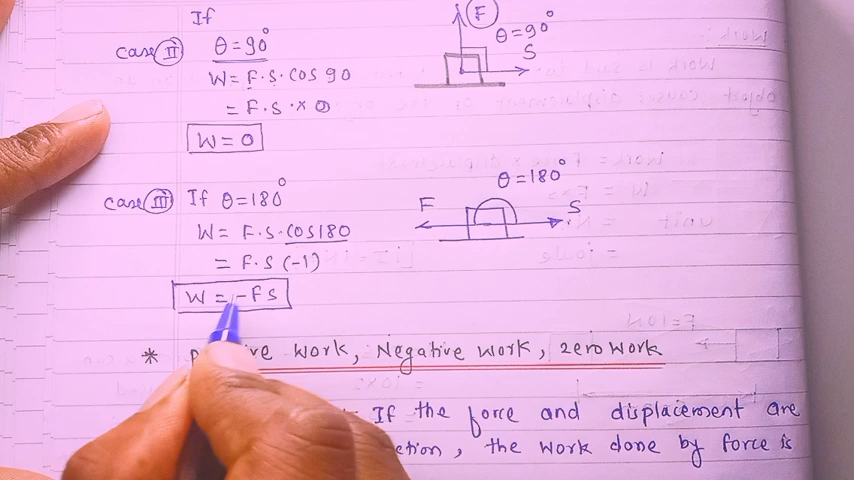 If
Case II θ = 90°
W = F·S·cos 90
= F·S·× 0
W = 0
F
θ = 90°
S
Case III If θ = 180°
W = F·S·cos180
= F·S (-1)
W = -FS
θ = 180°
F
S
* work, Negative work, zero work
If the force and displacement are
, the work done by force is